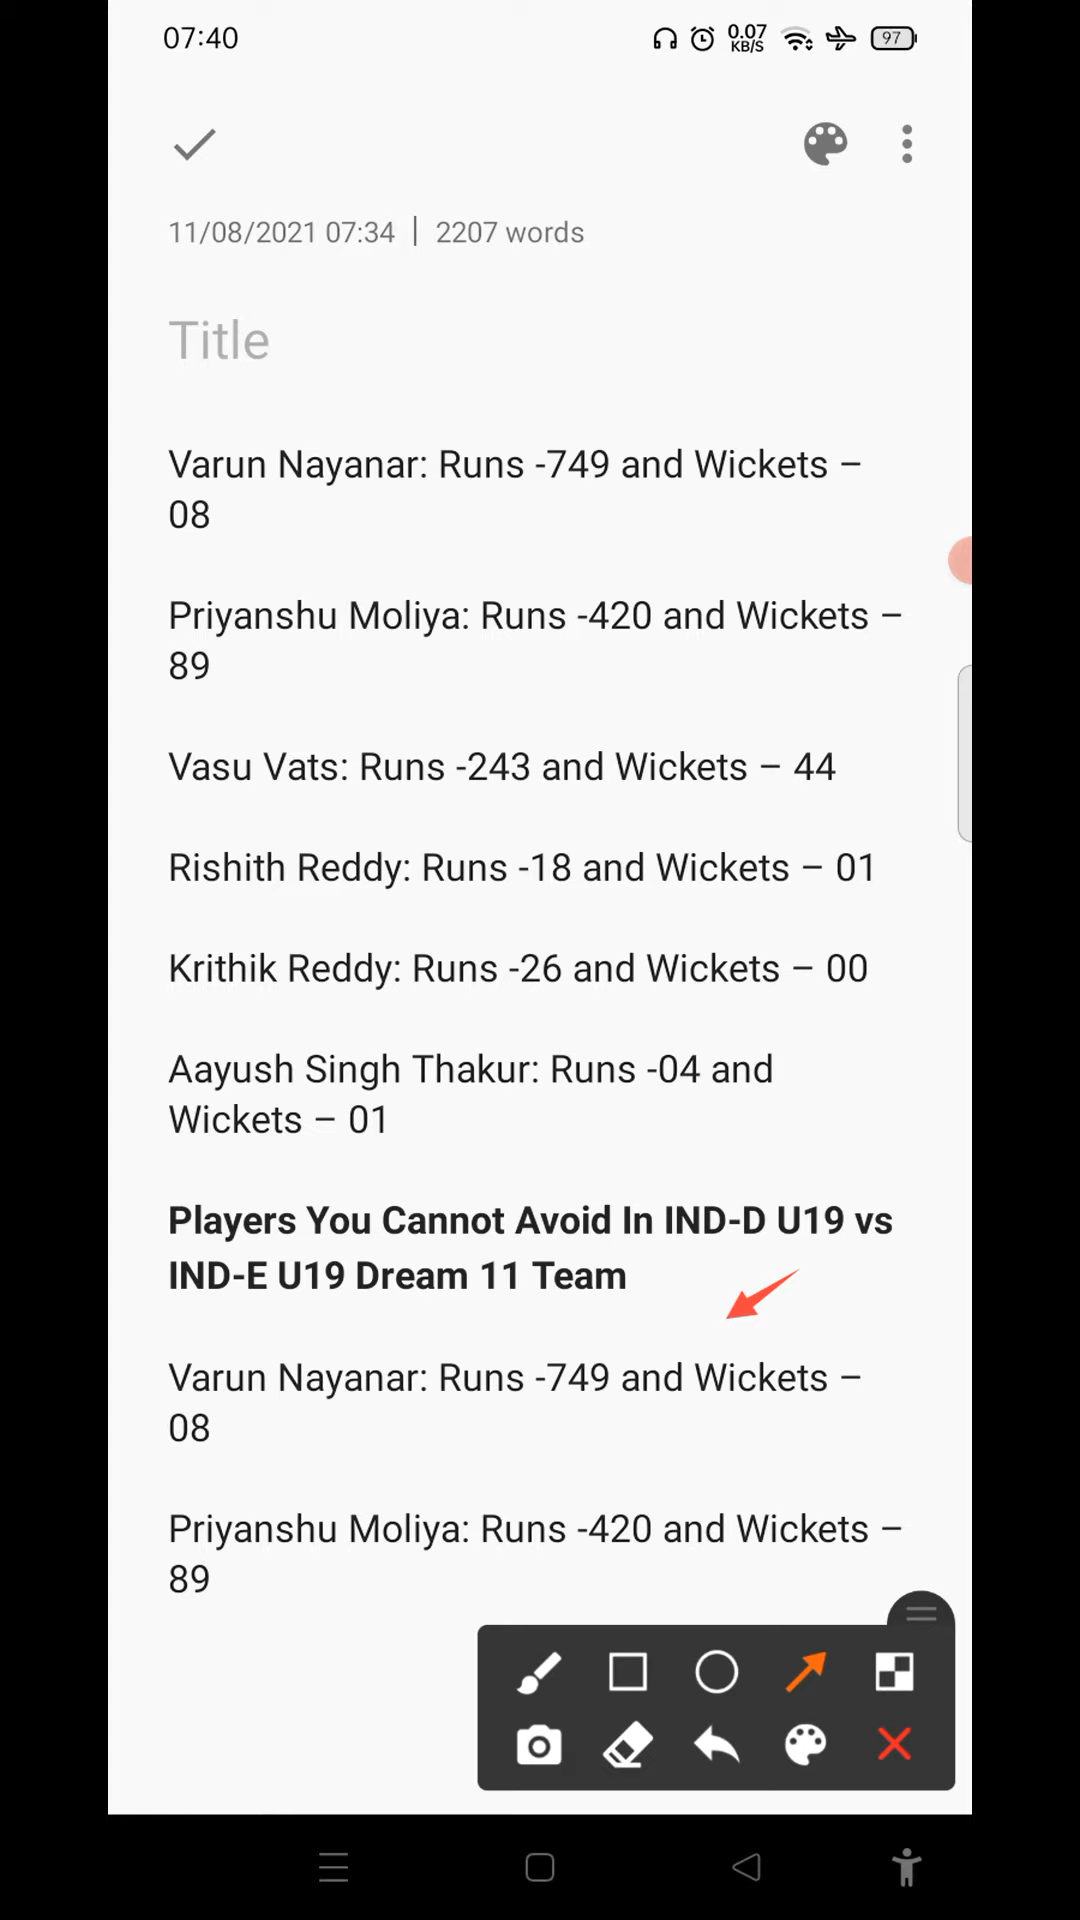 07:40
0.07
KB/S
97
11/08/2021 07:34 | 2207 words
Title
Varun Nayanar: Runs -749 and Wickets –
08
Priyanshu Moliya: Runs -420 and Wickets –
89
Vasu Vats: Runs -243 and Wickets – 44
Rishith Reddy: Runs -18 and Wickets – 01
Krithik Reddy: Runs -26 and Wickets – 00
Aayush Singh Thakur: Runs -04 and
Wickets – 01
Players You Cannot Avoid In IND-D U19 vs
IND-E U19 Dream 11 Team
Varun Nayanar: Runs -749 and Wickets –
08
Priyanshu Moliya: Runs -420 and Wickets –
89